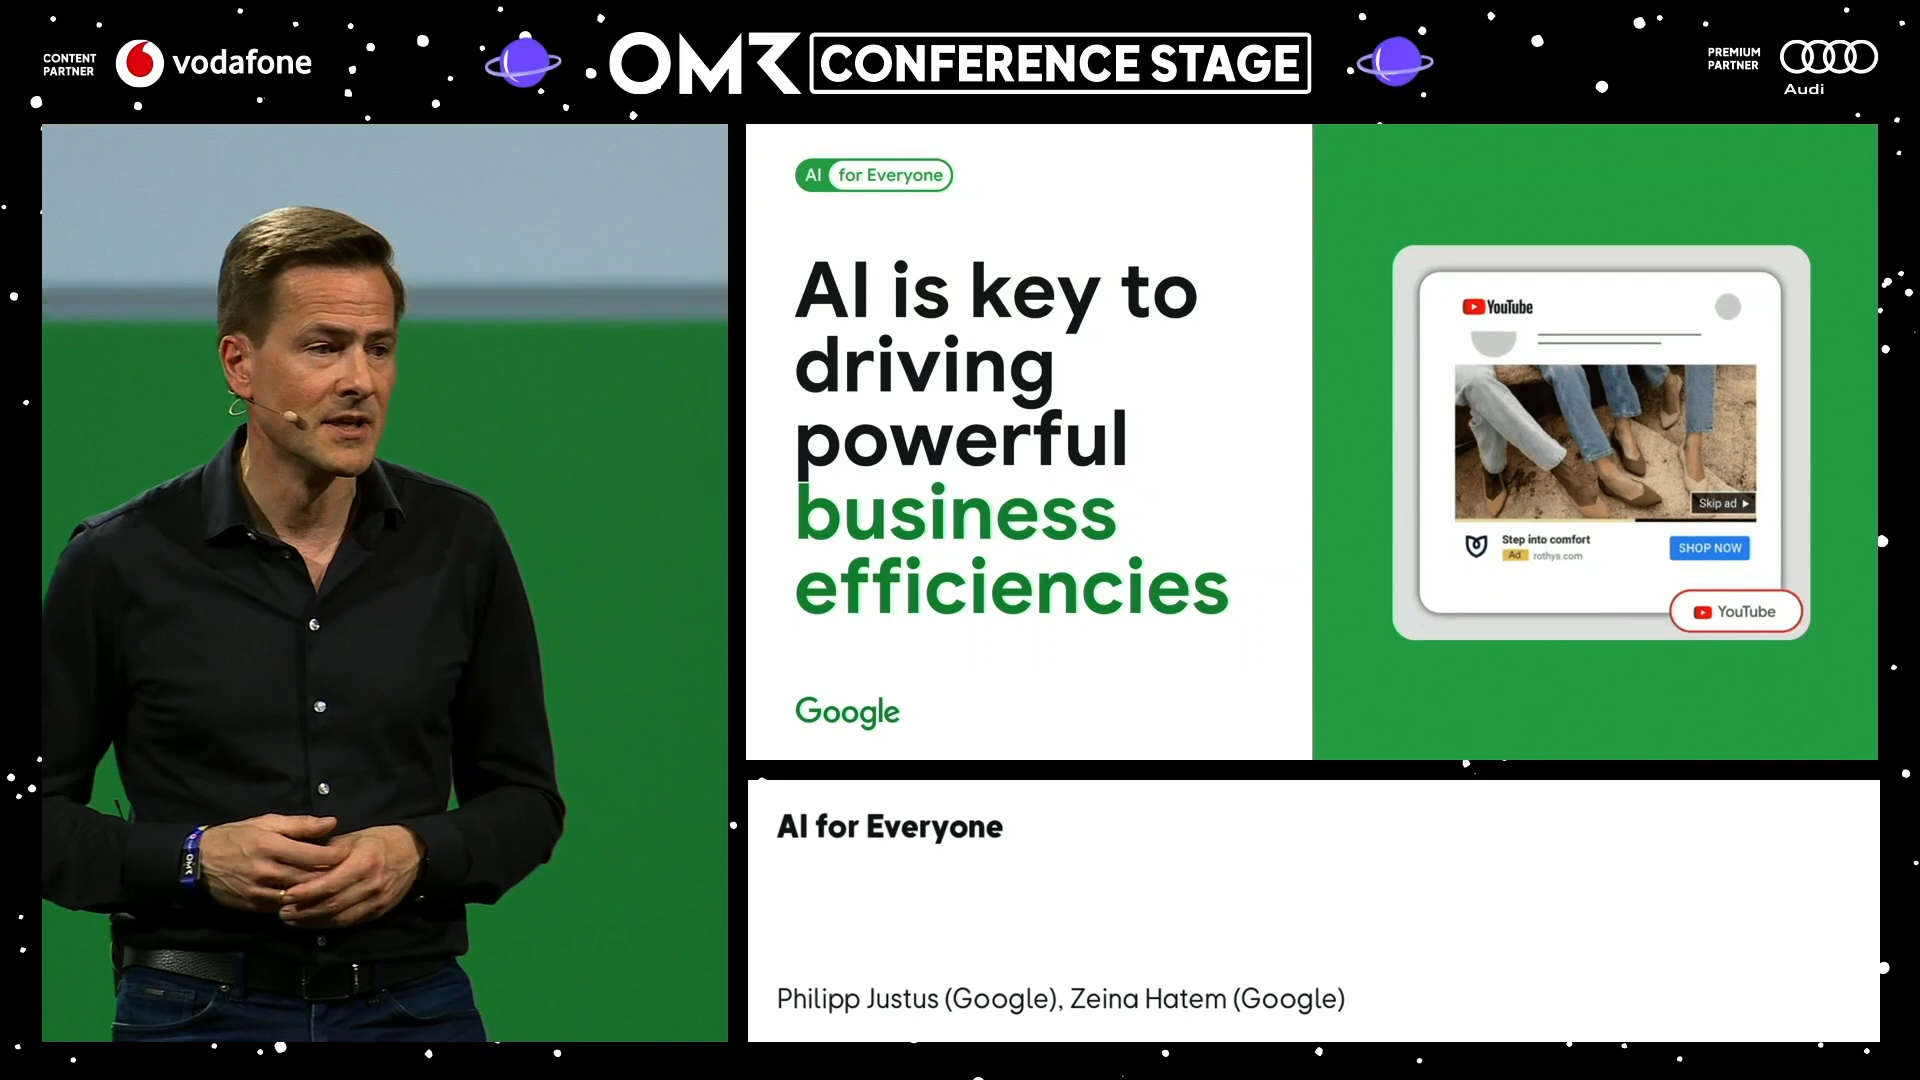 CONTENT
PARTNER
vodafone
OMR CONFERENCE STAGE
PREMIUM
PARTNER
Audi
AI for Everyone
AI is key to
driving
powerful
business
efficiencies
Google
YouTube
Skip ad
Step into comfort
Ad rothys.com
SHOP NOW
YouTube
OMR
AI for Everyone
Philipp Justus (Google), Zeina Hatem (Google)